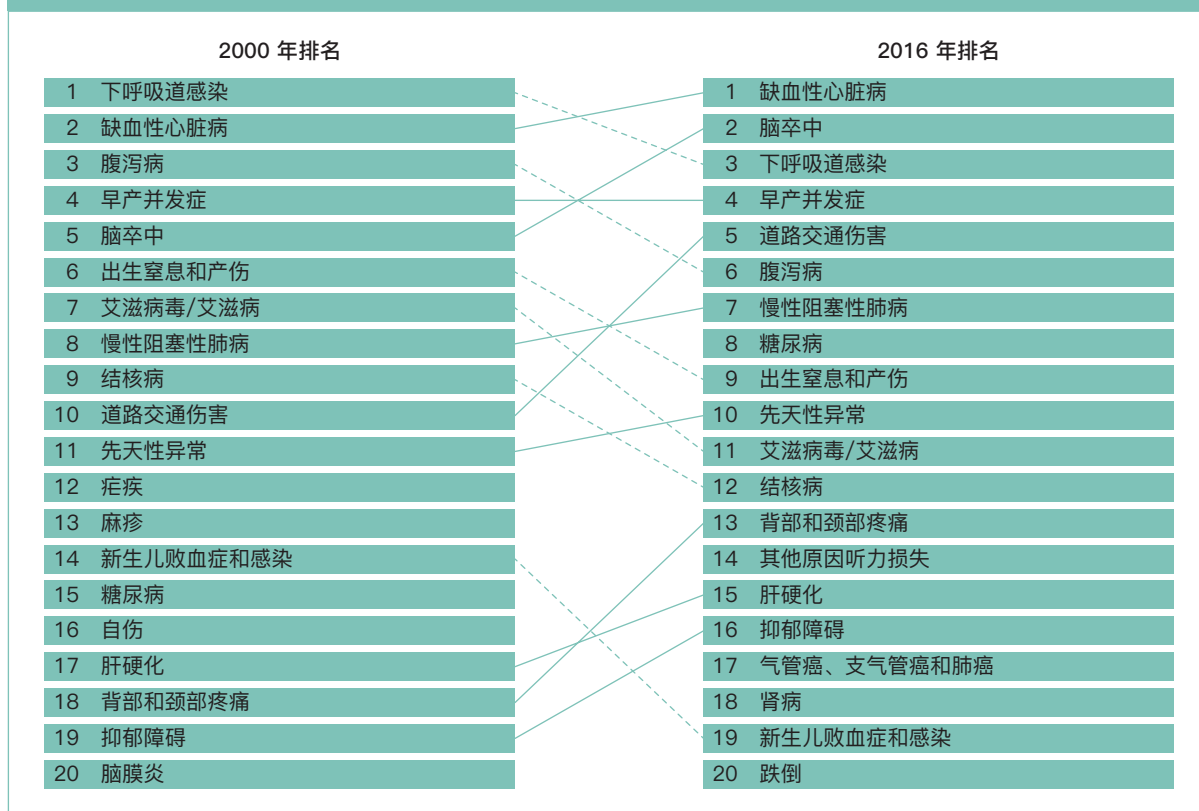 2000 年排名
1 下呼吸道感染
2 缺血性心脏病
3 腹泻病
4 早产并发症
5 脑卒中
6 出生窒息和产伤
7 艾滋病毒/艾滋病
8 慢性阻塞性肺病
9 结核病
10 道路交通伤害
11 先天性异常
12 疟疾
13 麻疹
14 新生儿败血症和感染
15 糖尿病
16 自伤
17 肝硬化
18 背部和颈部疼痛
19 抑郁障碍
20 脑膜炎
2016 年排名
1 缺血性心脏病
2 脑卒中
3 下呼吸道感染
4 早产并发症
5 道路交通伤害
6 腹泻病
7 慢性阻塞性肺病
8 糖尿病
9 出生窒息和产伤
10 先天性异常
11 艾滋病毒/艾滋病
12 结核病
13 背部和颈部疼痛
14 其他原因听力损失
15 肝硬化
16 抑郁障碍
17 气管癌、支气管癌和肺癌
18 肾病
19 新生儿败血症和感染
20 跌倒